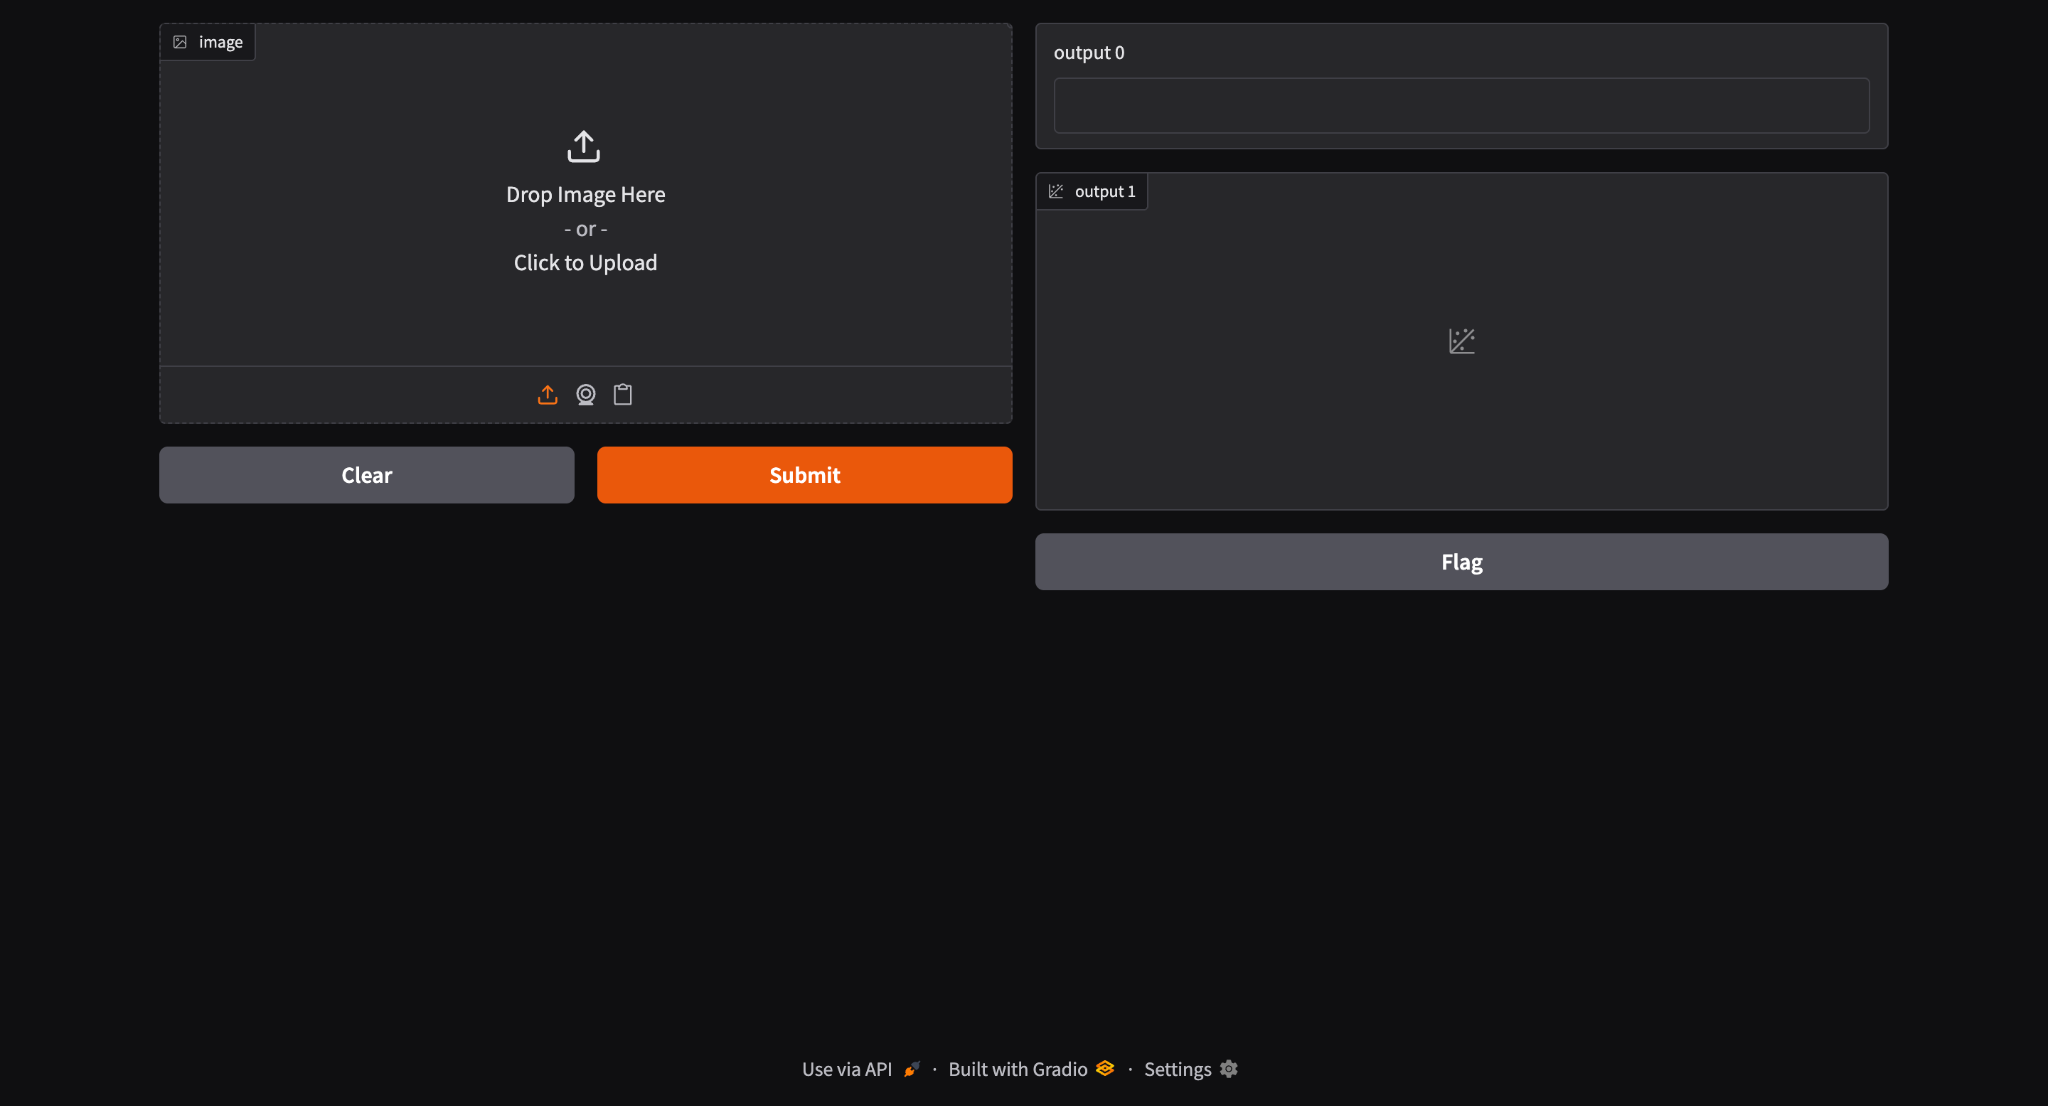 image
Drop Image Here
- or -
Click to Upload
Clear
Submit
output 0
output 1
Flag
Use via API · Built with Gradio · Settings